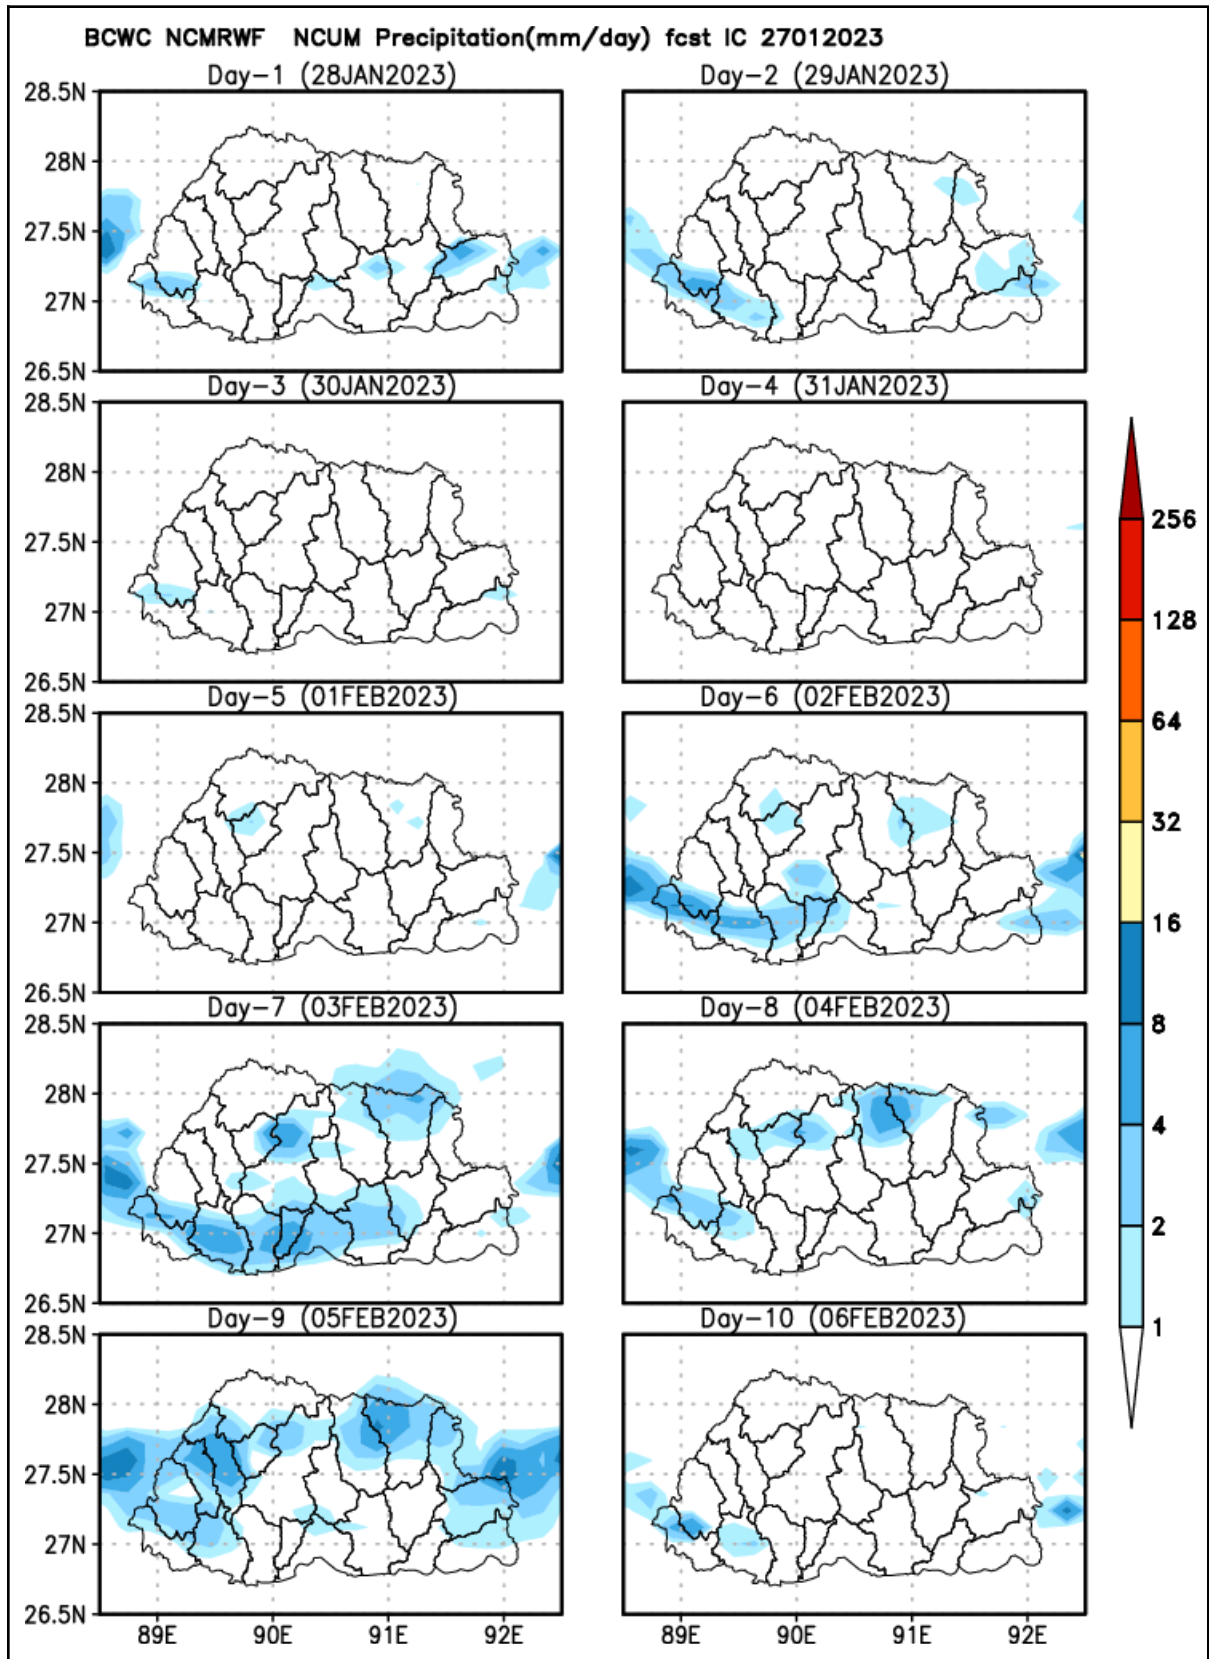 BCWC NCMRWF NCUM Precipitation(mm/day) fcst IC 27012023
Day-1 (28JAN2023)
Day-2 (29JAN2023)
28.5N
28N
27.5N
27N
26.5N
Day-3 (30JAN2023)
Day-4 (31JAN2023)
28.5N
28N
27.5N
27N
26.5N
Day-5 (01FEB2023)
Day-6 (02FEB2023)
28.5N
28N
27.5N
27N
26.5N
Day-7 (03FEB2023)
Day-8 (04FEB2023)
28.5N
28N
27.5N
27N
26.5N
Day-9 (05FEB2023)
Day-10 (06FEB2023)
28.5N
28N
27.5N
27N
26.5N
89E 90E 91E 92E
89E 90E 91E 92E
256
128
64
32
16
8
4
2
1